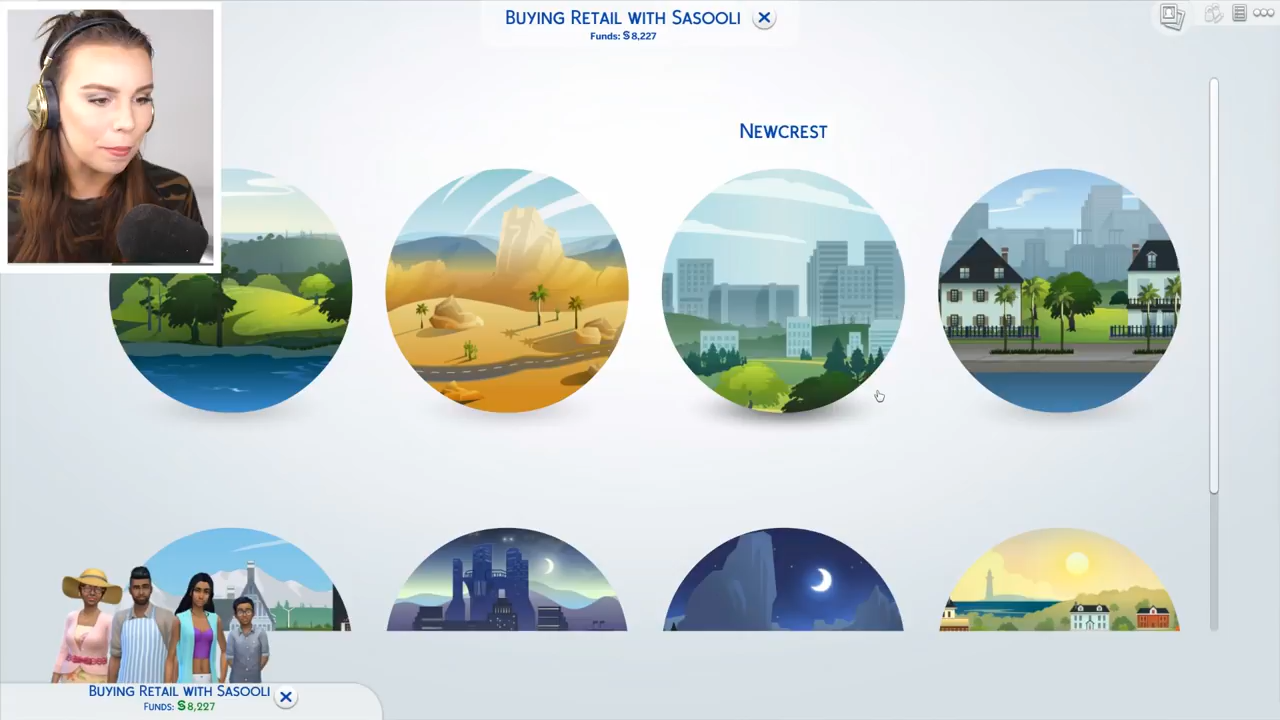 Buying Retail with Sasooli
Funds: §8,227
Newcrest
Buying Retail with Sasooli
Funds: §8,227